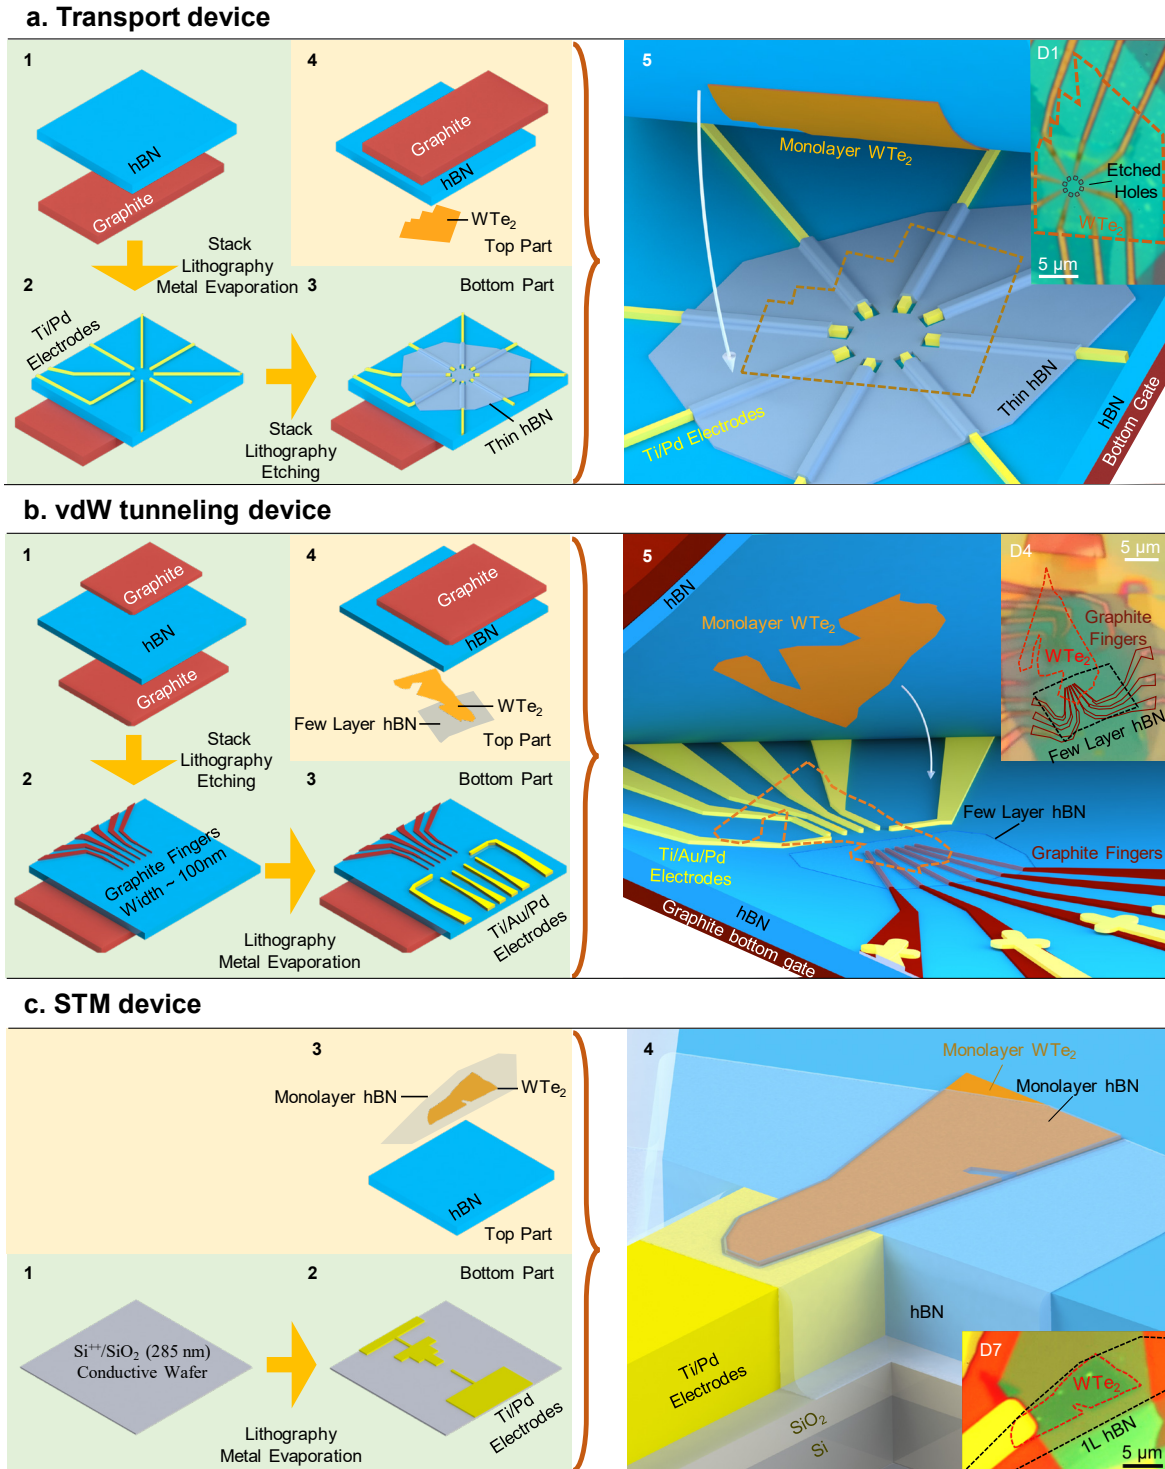 a. Transport device
1
hBN
Graphite
Stack
Lithography
Metal Evaporation
2
Ti/Pd
Electrodes
Stack
Lithography
Etching
3
Bottom Part
Thin hBN
4
Graphite
hBN
WTe₂
Top Part
5
Monolayer WTe₂
Ti/Pd Electrodes
Thin hBN
hBN
Bottom Gate
D1
Etched
Holes
WTe₂
5 µm
b. vdW tunneling device
1
Graphite
hBN
Graphite
Stack
Lithography
Etching
2
Graphite Fingers
Width ~ 100nm
Lithography
Metal Evaporation
3
Bottom Part
Ti/Au/Pd
Electrodes
4
Graphite
hBN
WTe₂
Few Layer hBN
Top Part
5
hBN
Monolayer WTe₂
Few Layer hBN
Graphite Fingers
Ti/Au/Pd
Electrodes
hBN
Graphite bottom gate
D4
5 µm
Graphite
Fingers
WTe₂
Few Layer hBN
c. STM device
3
Monolayer hBN
WTe₂
hBN
Top Part
1
Si⁺⁺/SiO₂ (285 nm)
Conductive Wafer
Lithography
Metal Evaporation
2
Bottom Part
Ti/Pd
Electrodes
4
Monolayer WTe₂
Monolayer hBN
hBN
Ti/Pd
Electrodes
SiO₂
Si
D7
WTe₂
1L hBN
5 µm